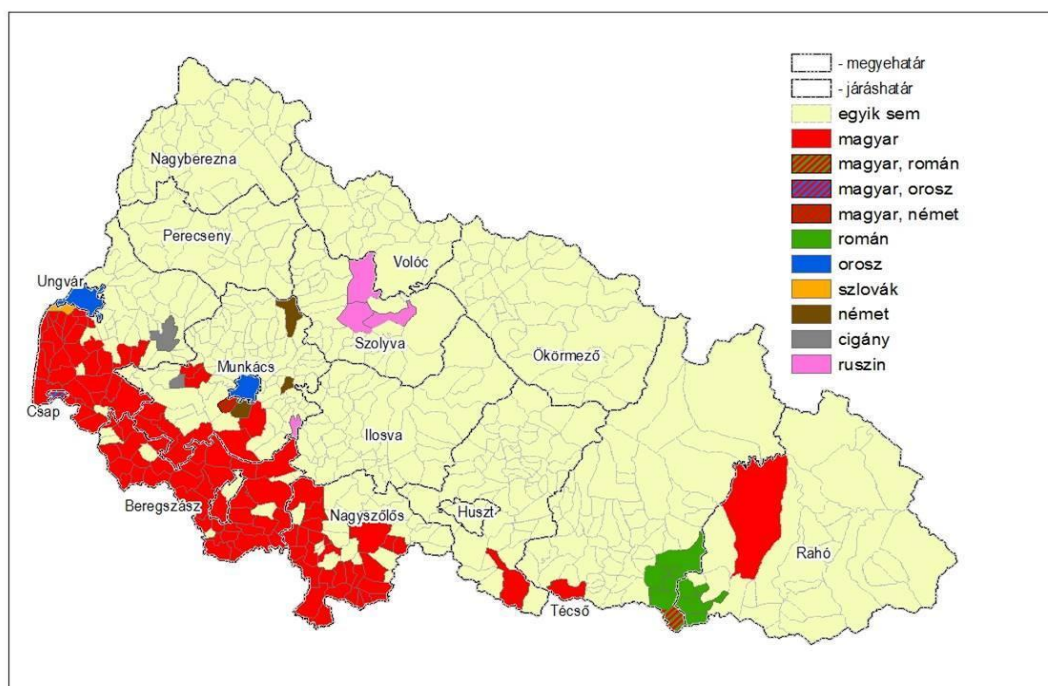 - megyehatár
- járáshatár
egyik sem
magyar
magyar, román
magyar, orosz
magyar, német
román
orosz
szlovák
német
cigány
ruszin
Nagyberezna
Perecseny
Volóc
Ungvár
Szolyva
Ökörmező
Munkács
Csap
Ilosva
Beregszász
Nagyszőlős
Huszt
Rahó
Técső